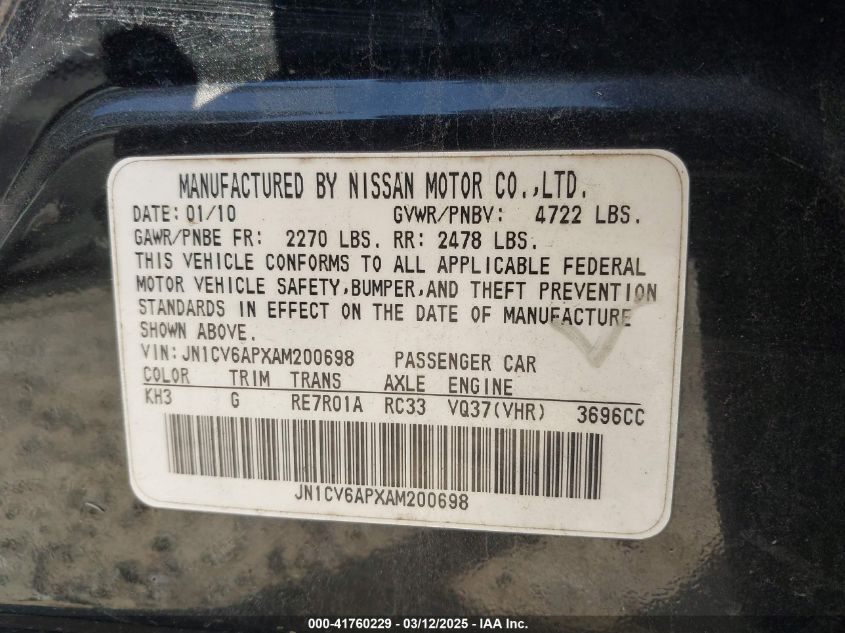 MANUFACTURED BY NISSAN MOTOR CO.,LTD.
DATE: 01/10 GVWR/PNBV: 4722 LBS.
GAWR/PNBE FR: 2270 LBS. RR: 2478 LBS.
THIS VEHICLE CONFORMS TO ALL APPLICABLE FEDERAL
MOTOR VEHICLE SAFETY,BUMPER,AND THEFT PREVENTION
STANDARDS IN EFFECT ON THE DATE OF MANUFACTURE
SHOWN ABOVE.
VIN: JN1CV6APXAM200698 PASSENGER CAR
COLOR TRIM TRANS AXLE ENGINE
KH3 G RE7R01A RC33 VQ37(VHR) 3696CC
JN1CV6APXAM200698
000-41760229 - 03/12/2025 - IAA Inc.